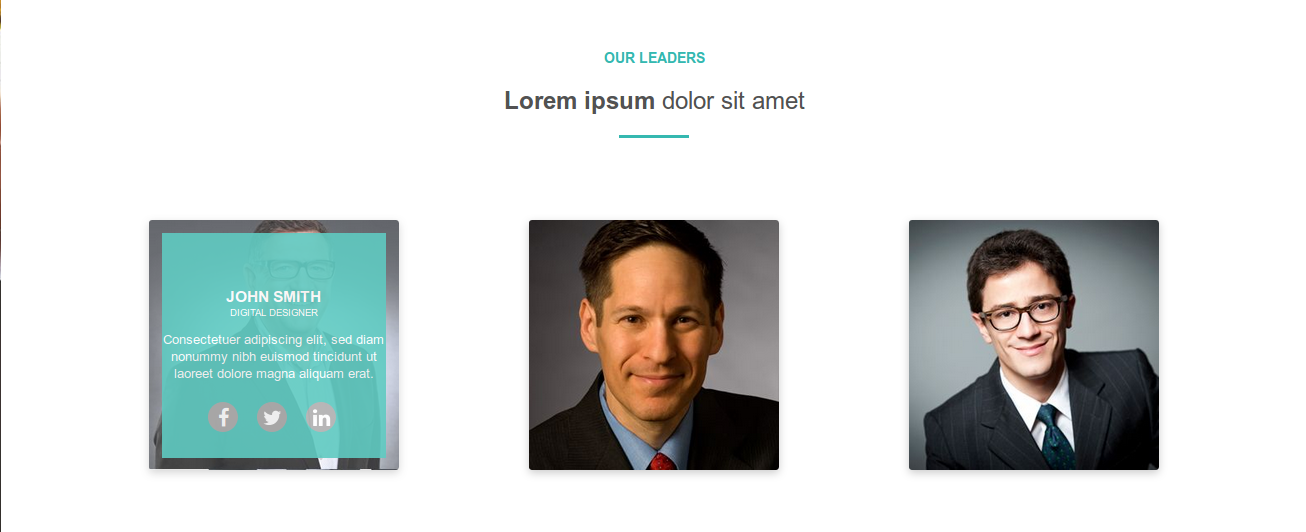 OUR LEADERS
Lorem ipsum dolor sit amet
JOHN SMITH
DIGITAL DESIGNER
Consectetuer adipiscing elit, sed diam
nonummy nibh euismod tincidunt ut
laoreet dolore magna aliquam erat.